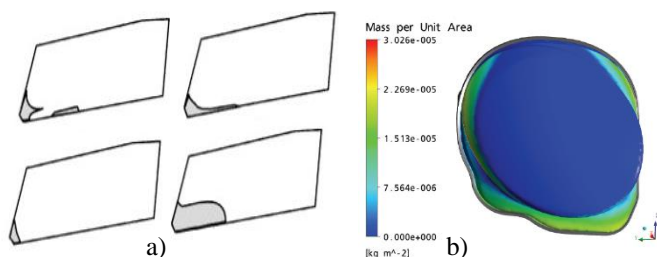 a)
Mass per Unit Area
3.026e-005
2.269e-005
1.513e-005
7.564e-006
0.000e+000
[kg m^-2]
b)